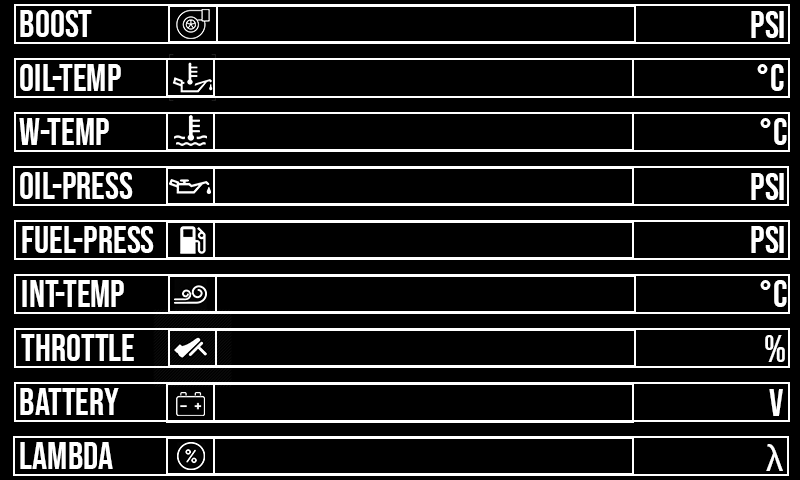 BOOST PSI
OIL-TEMP °C
W-TEMP °C
OIL-PRESS PSI
FUEL-PRESS PSI
INT-TEMP °C
THROTTLE %
BATTERY - + V
LAMBDA % λ